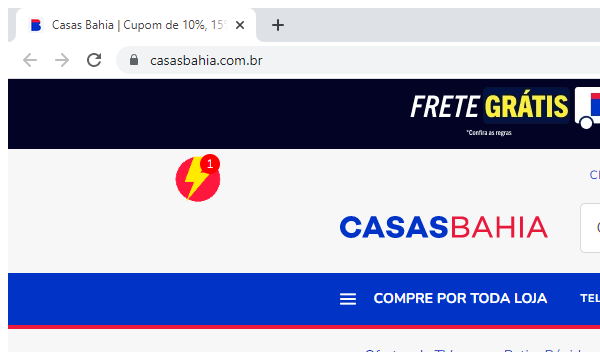 Casas Bahia | Cupom de 10%, 15%
casasbahia.com.br
FRETE GRÁTIS
*Confira as regras
1
CASASBAHIA
COMPRE POR TODA LOJA
TEL